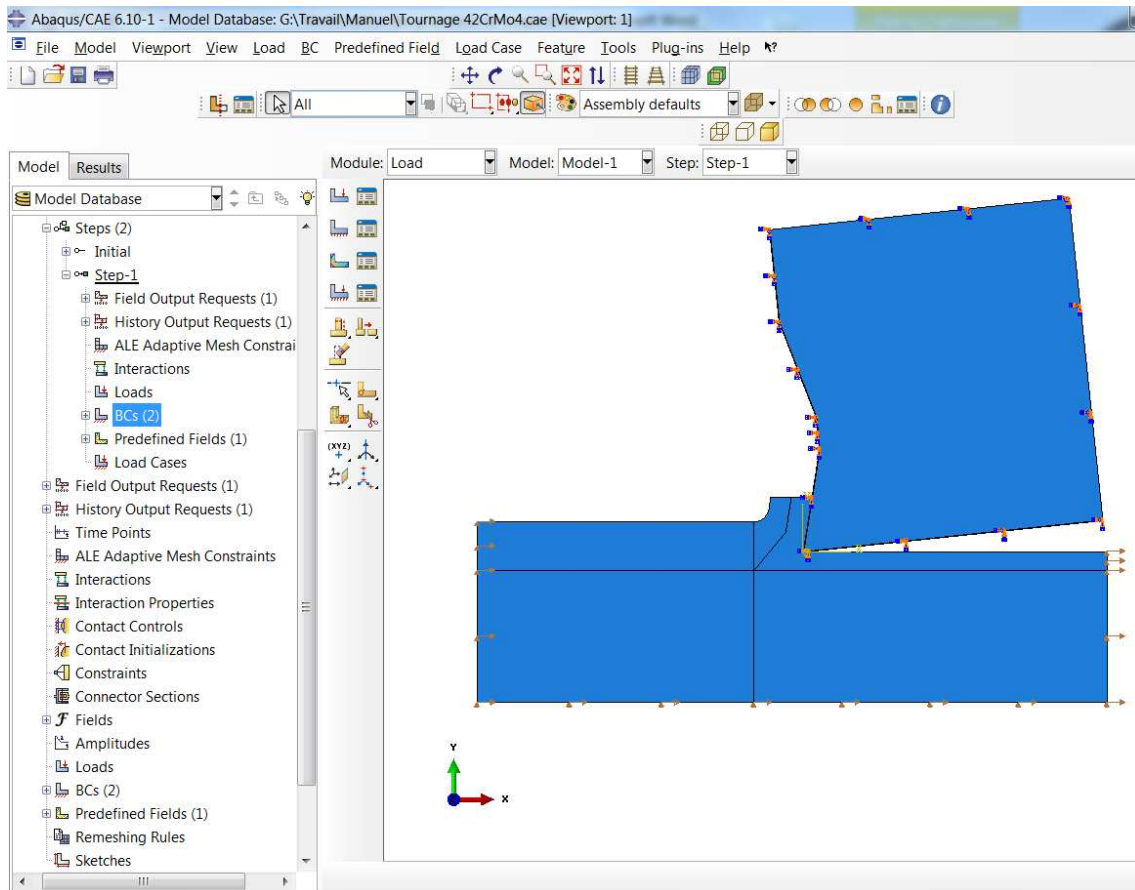 Abaqus/CAE 6.10-1 - Model Database: G:\Travail\Manuel\Tournage 42CrMo4.cae [Viewport: 1]
File Model Viewport View Load BC Predefined Field Load Case Feature Tools Plug-ins Help
All
Assembly defaults
Model Results
Module: Load Model: Model-1 Step: Step-1
Model Database
Steps (2)
Initial
Step-1
Field Output Requests (1)
History Output Requests (1)
ALE Adaptive Mesh Constrai
Interactions
Loads
BCs (2)
Predefined Fields (1)
Load Cases
Field Output Requests (1)
History Output Requests (1)
Time Points
ALE Adaptive Mesh Constraints
Interactions
Interaction Properties
Contact Controls
Contact Initializations
Constraints
Connector Sections
Fields
Amplitudes
Loads
BCs (2)
Predefined Fields (1)
Remeshing Rules
Sketches
(XYZ)
Y
X